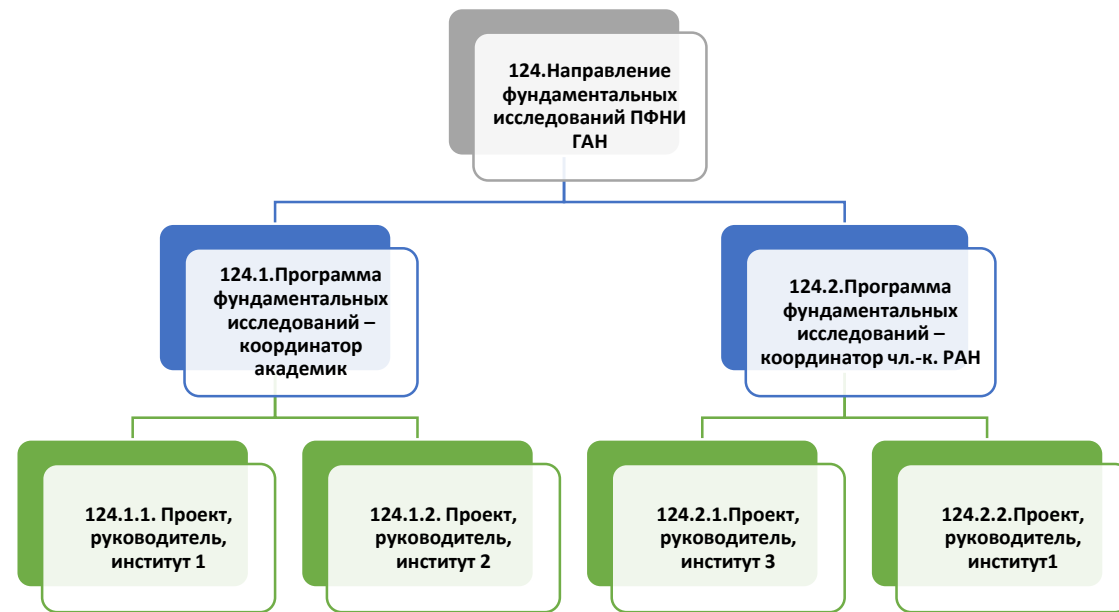 124.Направление
фундаментальных
исследований ПФНИ
ГАН
124.1.Программа
фундаментальных
исследований –
координатор
академик
124.2.Программа
фундаментальных
исследований –
координатор чл.-к. РАН
124.1.1. Проект,
руководитель,
институт 1
124.1.2. Проект,
руководитель,
институт 2
124.2.1.Проект,
руководитель,
институт 3
124.2.2.Проект,
руководитель,
институт1